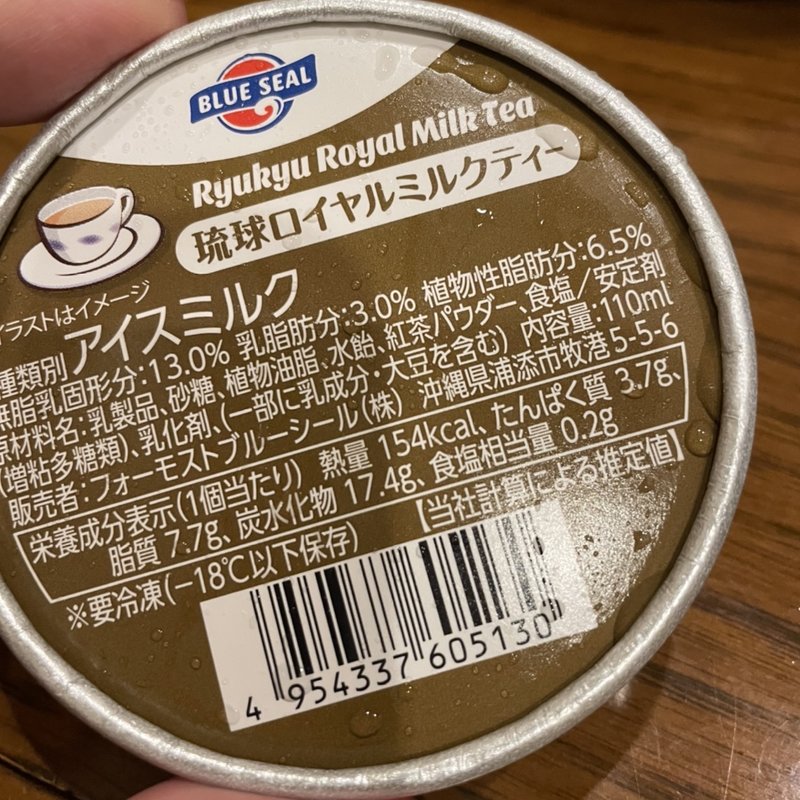 BLUE SEAL
Ryukyu Royal Milk Tea
琉球ロイヤルミルクティー
イラストはイメージ
種類別 アイスミルク
無脂乳固形分:13.0% 乳脂肪分:3.0% 植物性脂肪分:6.5%
原材料名:乳製品、砂糖、植物油脂、水飴、紅茶パウダー、食塩／安定剤
(増粘多糖類)、乳化剤、(一部に乳成分・大豆を含む) 内容量:110ml
販売者:フォーモストブルーシール(株) 沖縄県浦添市牧港5-5-6
栄養成分表示(1個当たり) 熱量 154kcal、たんぱく質 3.7g、
脂質 7.7g、炭水化物 17.4g、食塩相当量 0.2g
【当社計算による推定値】
※要冷凍(−18℃以下保存)
4 954337 605130